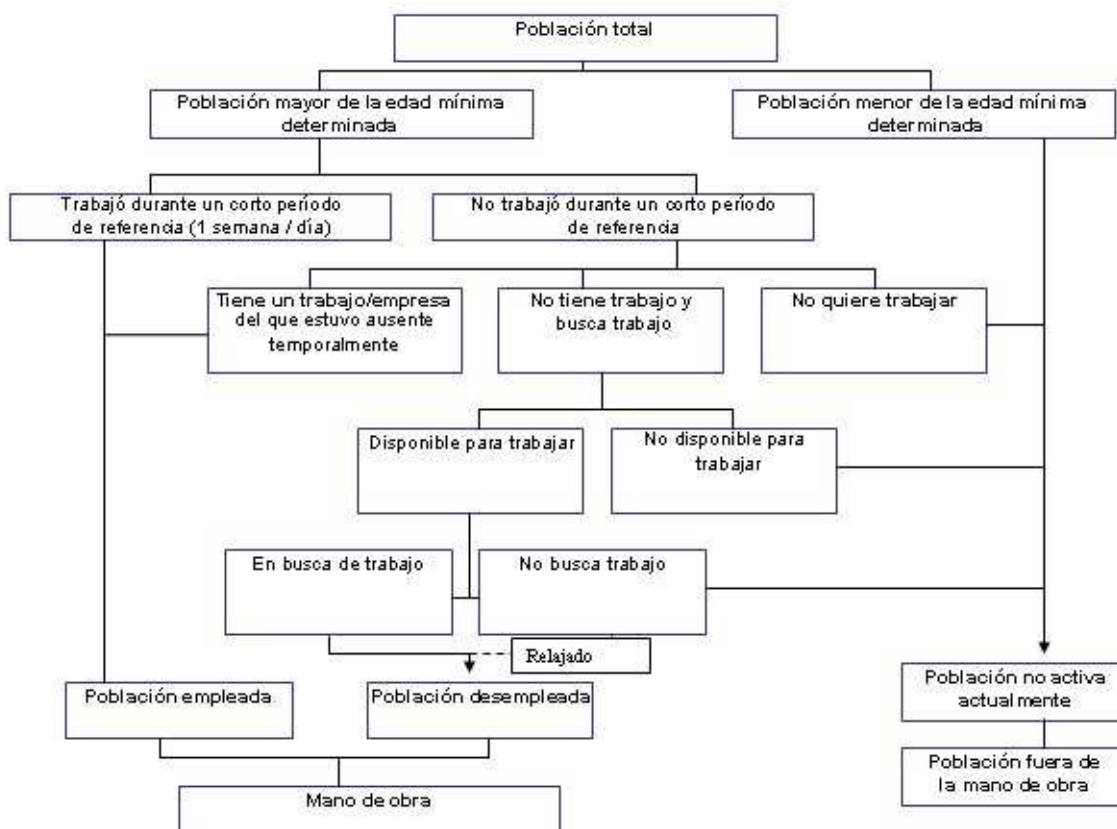 Población total
Población mayor de la edad mínima
determinada
Población menor de la edad mínima
determinada
Trabajó durante un corto período
de referencia (1 semana / día)
No trabajó durante un corto período
de referencia
Tiene un trabajo/empresa
del que estuvo ausente
temporalmente
No tiene trabajo y
busca trabajo
No quiere trabajar
Disponible para trabajar
No disponible para
trabajar
En busca de trabajo
No busca trabajo
Relajado
Población empleada
Población desempleada
Población no activa
actualmente
Población fuera de
la mano de obra
Mano de obra